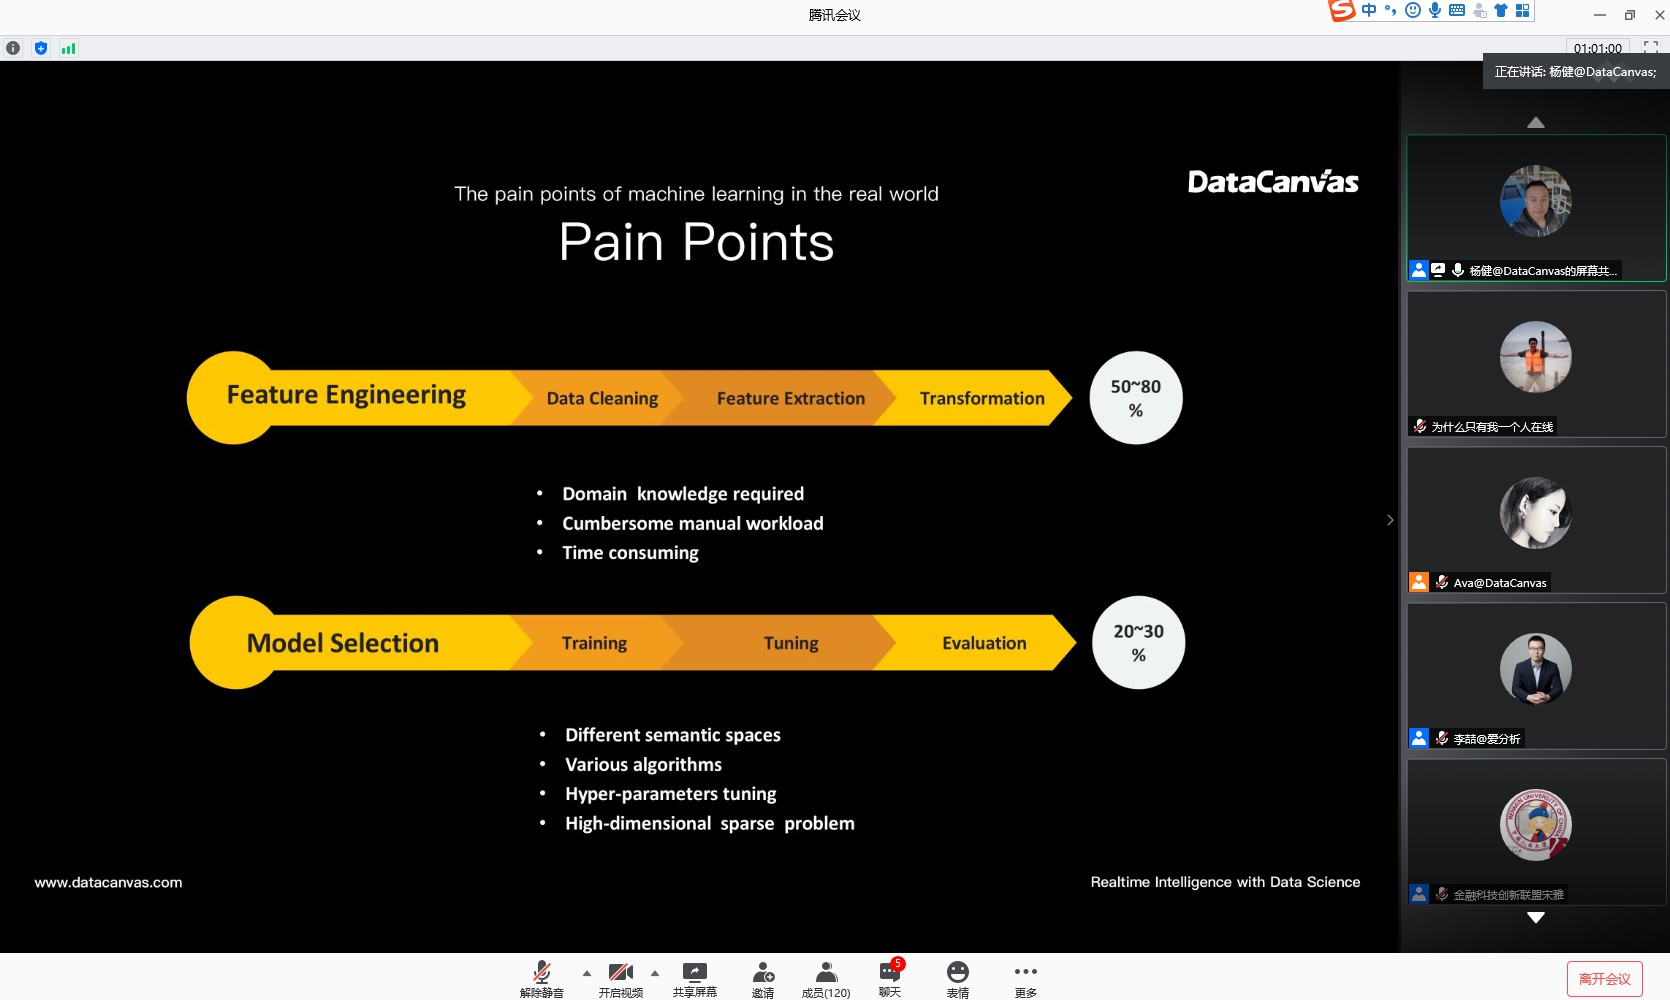 腾讯会议
中
01:01:00
正在讲话: 杨健@DataCanvas;
The pain points of machine learning in the real world
Pain Points
DataCanvas
Feature Engineering
Data Cleaning
Feature Extraction
Transformation
50~80
%
• Domain knowledge required
• Cumbersome manual workload
• Time consuming
Model Selection
Training
Tuning
Evaluation
20~30
%
• Different semantic spaces
• Various algorithms
• Hyper-parameters tuning
• High-dimensional sparse problem
www.datacanvas.com
Realtime Intelligence with Data Science
杨健@DataCanvas的屏幕共...
为什么只有我一个人在线
Ava@DataCanvas
李喆@爱分析
金融科技创新联盟宋雅
解除静音
开启视频
共享屏幕
邀请
成员(120)
5
聊天
表情
更多
离开会议